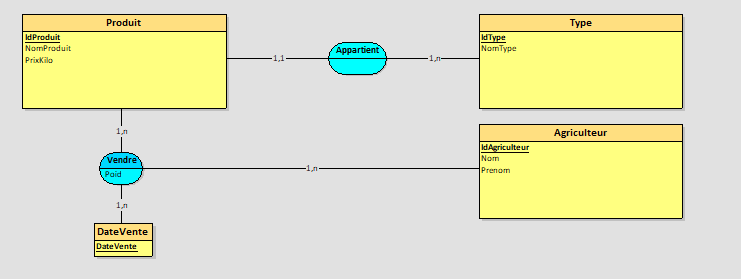 Produit
IdProduit
NomProduit
PrixKilo
1,1
Appartient
1,n
Type
IdType
NomType
1,n
Vendre
Poid
1,n
Agriculteur
IdAgriculteur
Nom
Prenom
1,n
DateVente
DateVente